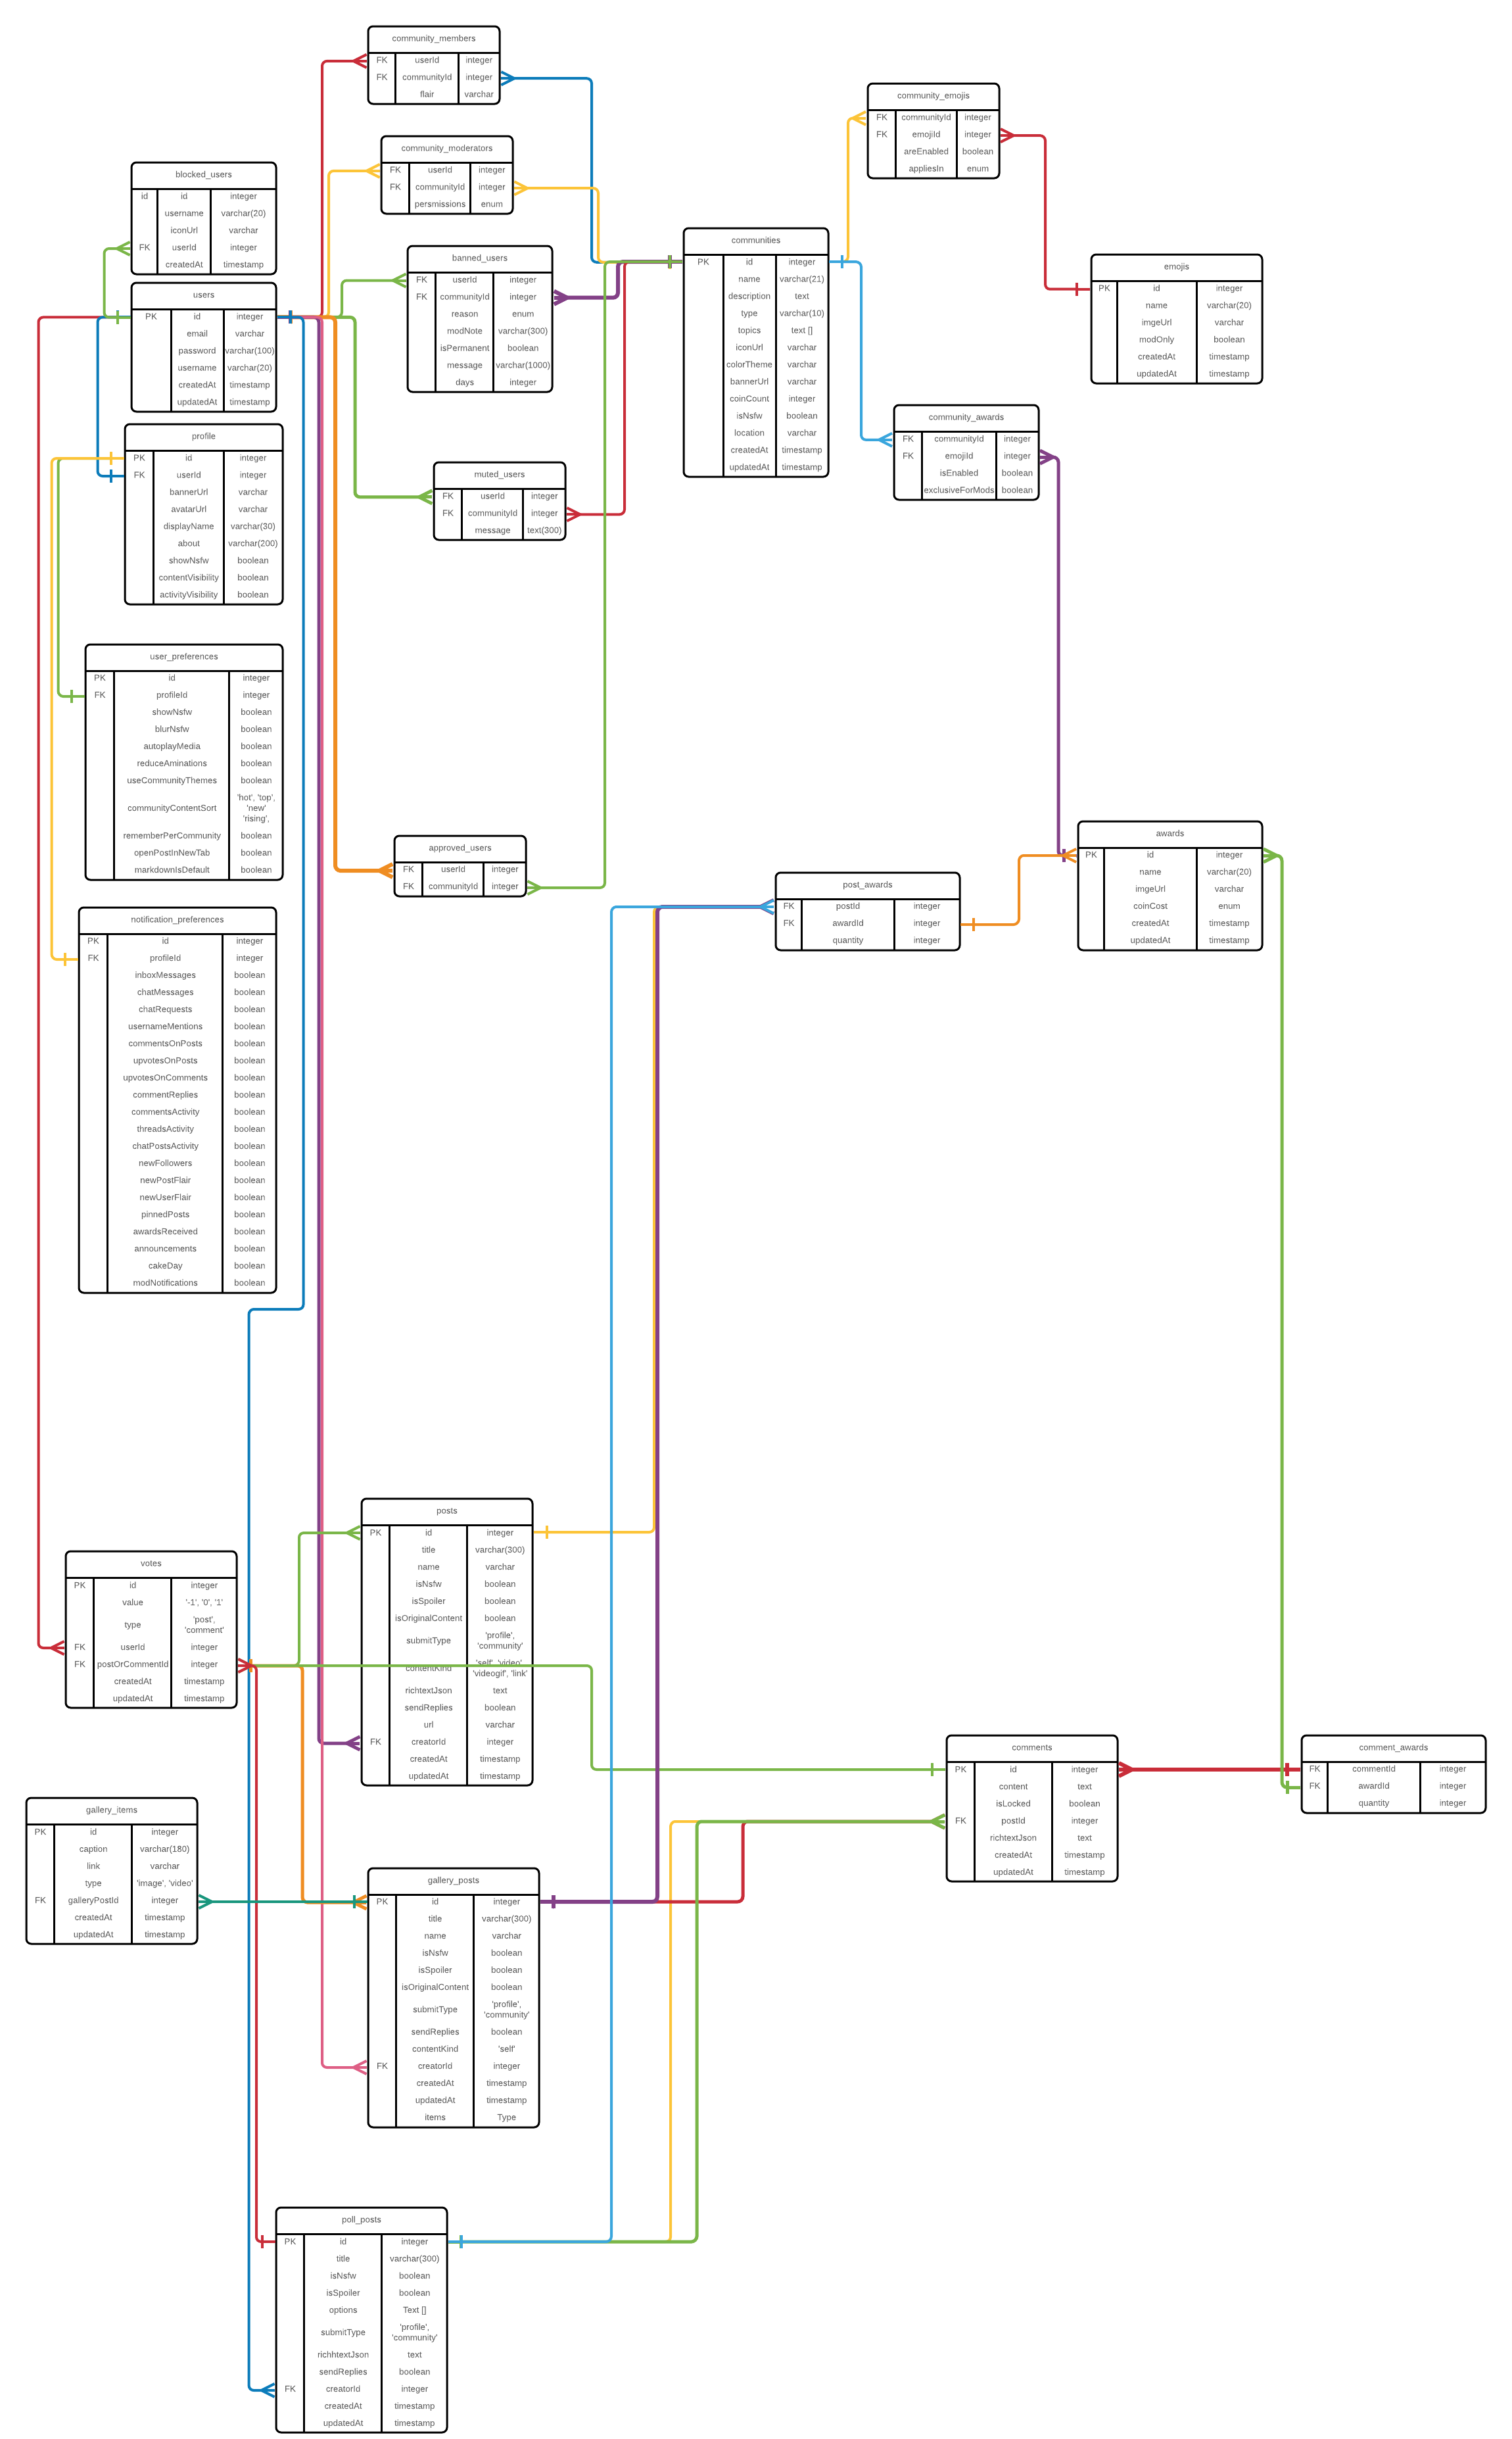 community_members
FK userId integer
FK communityId integer
flair varchar
community_emojis
FK communityId integer
FK emojiId integer
areEnabled boolean
appliesIn enum
community_moderators
FK userId integer
FK communityId integer
persmissions enum
blocked_users
id id integer
username varchar(20)
iconUrl varchar
FK userId integer
createdAt timestamp
communities
PK id integer
name varchar(21)
description text
type varchar(10)
topics text []
iconUrl varchar
colorTheme varchar
bannerUrl varchar
coinCount integer
isNsfw boolean
location varchar
createdAt timestamp
updatedAt timestamp
banned_users
FK userId integer
FK communityId integer
reason enum
modNote varchar(300)
isPermanent boolean
message varchar(1000)
days integer
emojis
PK id integer
name varchar(20)
imgeUrl varchar
modOnly boolean
createdAt timestamp
updatedAt timestamp
users
PK id integer
email varchar
password varchar(100)
username varchar(20)
createdAt timestamp
updatedAt timestamp
community_awards
FK communityId integer
FK emojiId integer
isEnabled boolean
exclusiveForMods boolean
profile
PK id integer
FK userId integer
bannerUrl varchar
avatarUrl varchar
displayName varchar(30)
about varchar(200)
showNsfw boolean
contentVisibility boolean
activityVisibility boolean
muted_users
FK userId integer
FK communityId integer
message text(300)
user_preferences
PK id integer
FK profileId integer
showNsfw boolean
blurNsfw boolean
autoplayMedia boolean
reduceAminations boolean
useCommunityThemes boolean
communityContentSort 'hot', 'top',
'new'
'rising',
rememberPerCommunity boolean
openPostInNewTab boolean
markdownIsDefault boolean
approved_users
FK userId integer
FK communityId integer
awards
PK id integer
name varchar(20)
imgeUrl varchar
coinCost enum
createdAt timestamp
updatedAt timestamp
post_awards
FK postId integer
FK awardId integer
quantity integer
notification_preferences
PK id integer
FK profileId integer
inboxMessages boolean
chatMessages boolean
chatRequests boolean
usernameMentions boolean
commentsOnPosts boolean
upvotesOnPosts boolean
upvotesOnComments boolean
commentReplies boolean
commentsActivity boolean
threadsActivity boolean
chatPostsActivity boolean
newFollowers boolean
newPostFlair boolean
newUserFlair boolean
pinnedPosts boolean
awardsReceived boolean
announcements boolean
cakeDay boolean
modNotifications boolean
posts
PK id integer
title varchar(300)
name varchar
isNsfw boolean
isSpoiler boolean
isOriginalContent boolean
submitType 'profile',
'community'
contentKind 'self', 'video',
'videogif', 'link'
richtextJson text
sendReplies boolean
url varchar
FK creatorId integer
createdAt timestamp
updatedAt timestamp
votes
PK id integer
value '-1', '0', '1'
type 'post',
'comment'
FK userId integer
FK postOrCommentId integer
createdAt timestamp
updatedAt timestamp
comments
PK id integer
content text
isLocked boolean
FK postId integer
richtextJson text
createdAt timestamp
updatedAt timestamp
comment_awards
FK commentId integer
FK awardId integer
quantity integer
gallery_items
PK id integer
caption varchar(180)
link varchar
type 'image', 'video'
FK galleryPostId integer
createdAt timestamp
updatedAt timestamp
gallery_posts
PK id integer
title varchar(300)
name varchar
isNsfw boolean
isSpoiler boolean
isOriginalContent boolean
submitType 'profile',
'community'
sendReplies boolean
contentKind 'self'
FK creatorId integer
createdAt timestamp
updatedAt timestamp
items Type
poll_posts
PK id integer
title varchar(300)
isNsfw boolean
isSpoiler boolean
options Text []
submitType 'profile',
'community'
richhtextJson text
sendReplies boolean
FK creatorId integer
createdAt timestamp
updatedAt timestamp